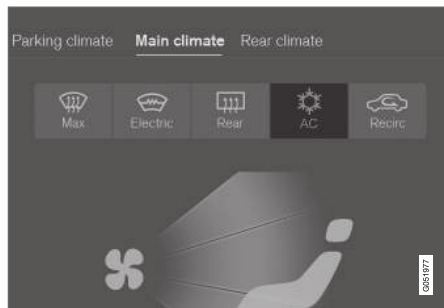 Parking climate Main climate Rear climate
Max Electric Rear AC Recirc
G051977